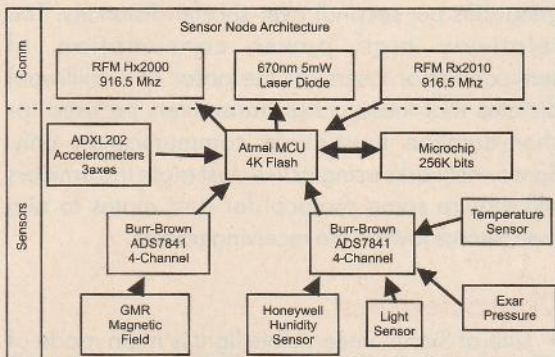 Sensor Node Architecture
Comm
RFM Hx2000
916.5 Mhz
670nm 5mW
Laser Diode
RFM Rx2010
916.5 Mhz
Sensors
ADXL202
Accelerometers
3axes
Atmel MCU
4K Flash
Microchip
256K bits
Burr-Brown
ADS7841
4-Channel
Burr-Brown
ADS7841
4-Channel
Temperature
Sensor
GMR
Magnetic
Field
Honeywell
Hunidity
Sensor
Light
Sensor
Exar
Pressure